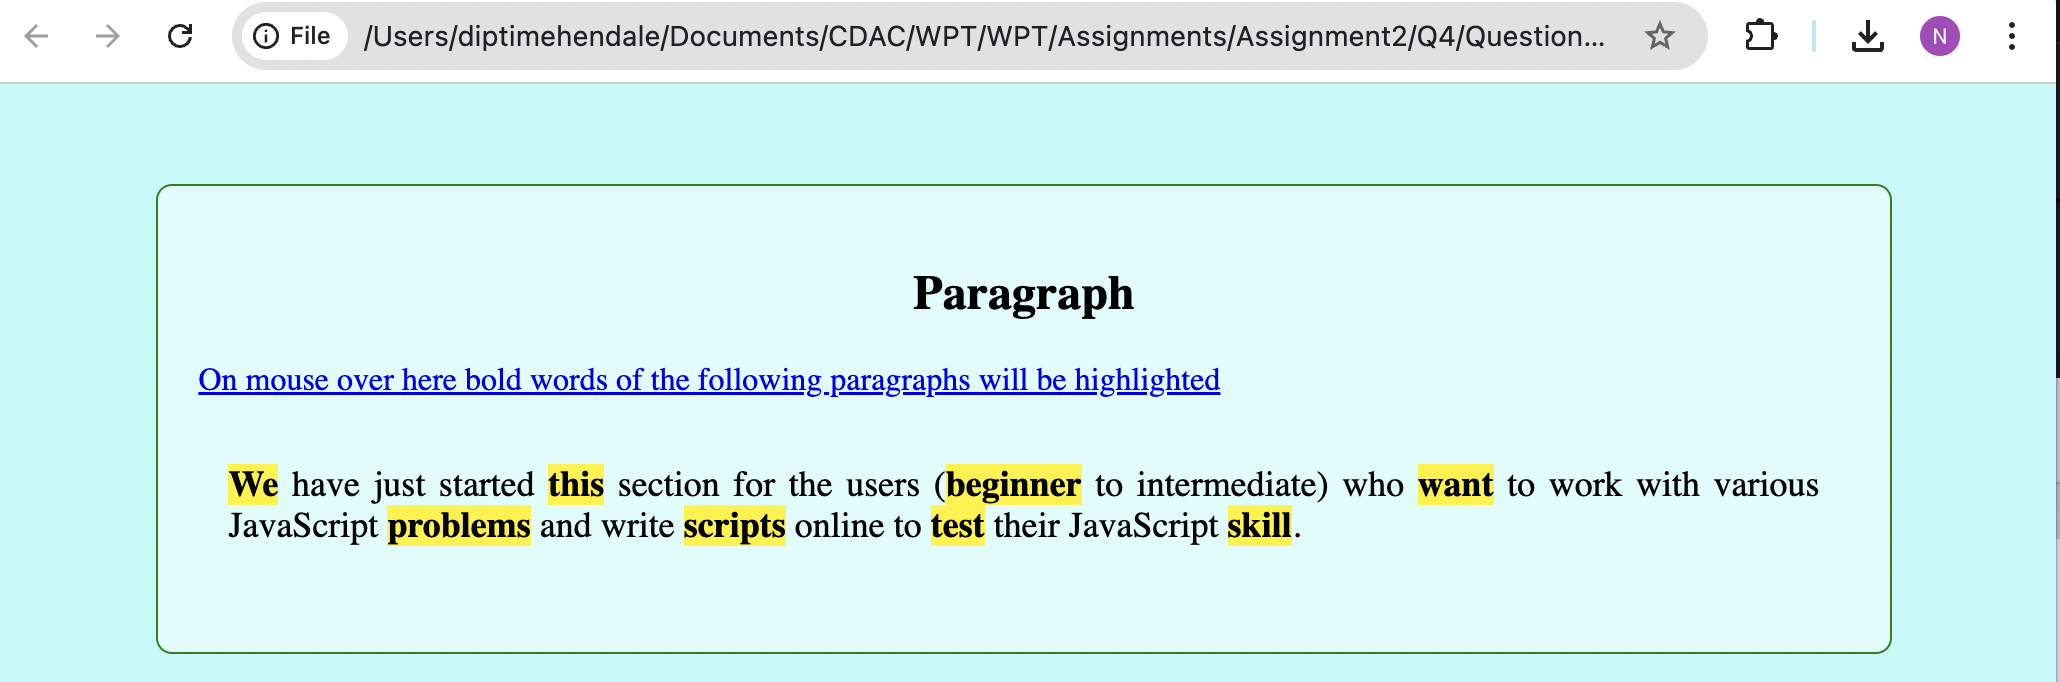 File /Users/diptimehendale/Documents/CDAC/WPT/WPT/Assignments/Assignment2/Q4/Question... N
Paragraph
On mouse over here bold words of the following paragraphs will be highlighted
We have just started this section for the users (beginner to intermediate) who want to work with various
JavaScript problems and write scripts online to test their JavaScript skill.